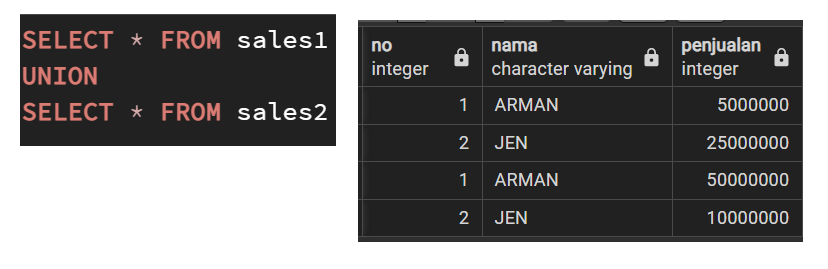 SELECT * FROM sales1
UNION
SELECT * FROM sales2
no nama penjualan
integer character varying integer
1 ARMAN 5000000
2 JEN 25000000
1 ARMAN 50000000
2 JEN 10000000